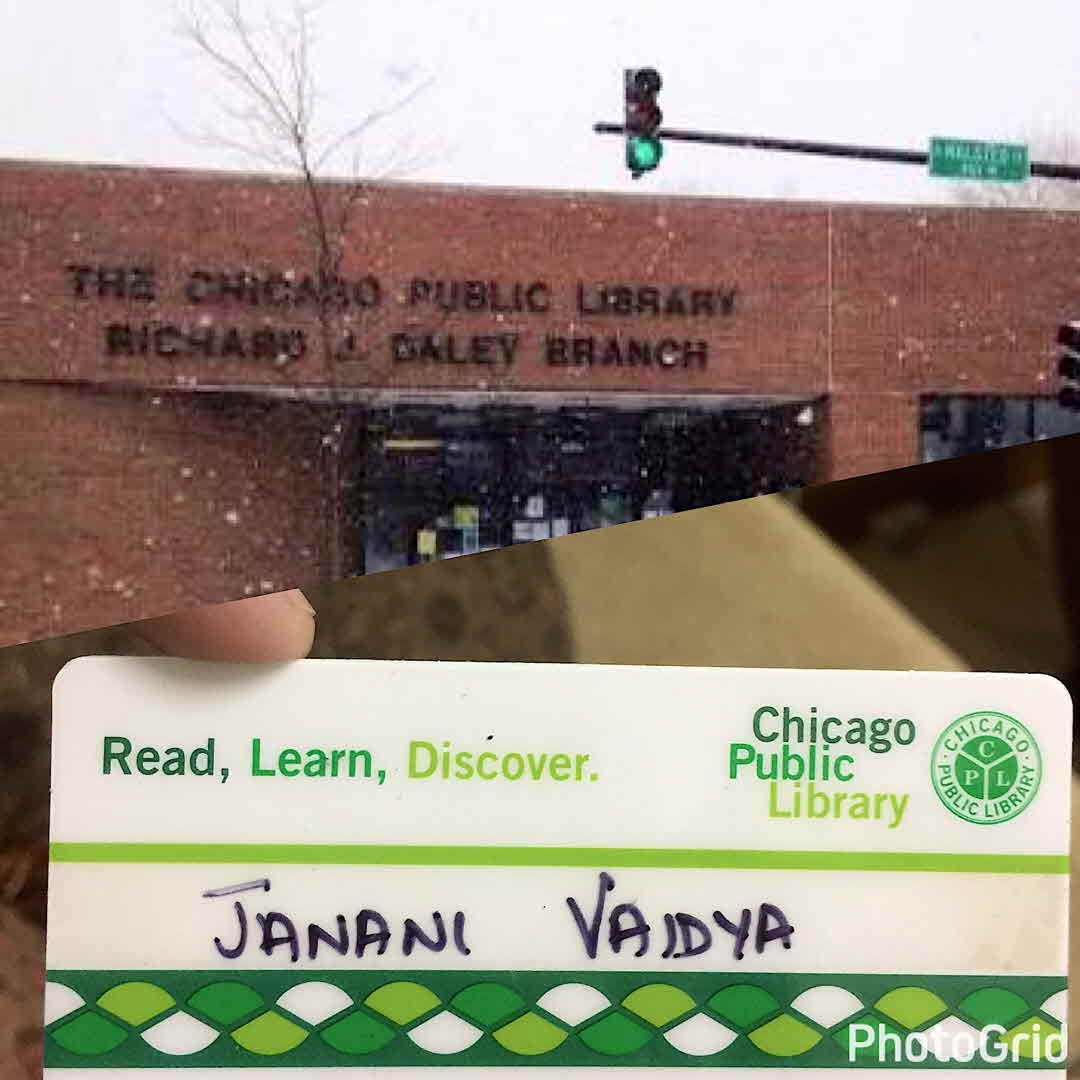 HALSTED
THE CHICAGO PUBLIC LIBRARY
RICHARD J. DALEY BRANCH
Read, Learn, Discover.
Chicago
Public
Library
CHICAGO
C
P L
PUBLIC LIBRARY
JANANI VAIDYA
PhotoGrid